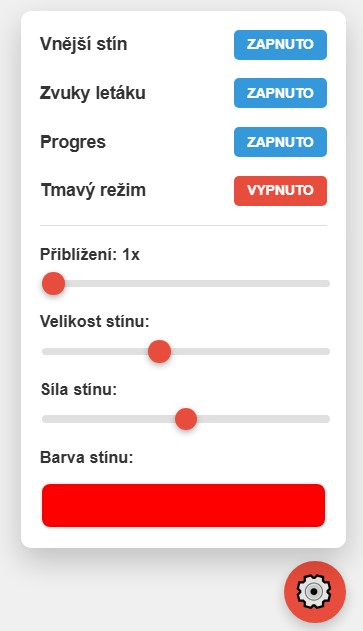 Vnější stín ZAPNUTO
Zvuky letáku ZAPNUTO
Progres ZAPNUTO
Tmavý režim VYPNUTO
Přiblížení: 1x
Velikost stínu:
Síla stínu:
Barva stínu: